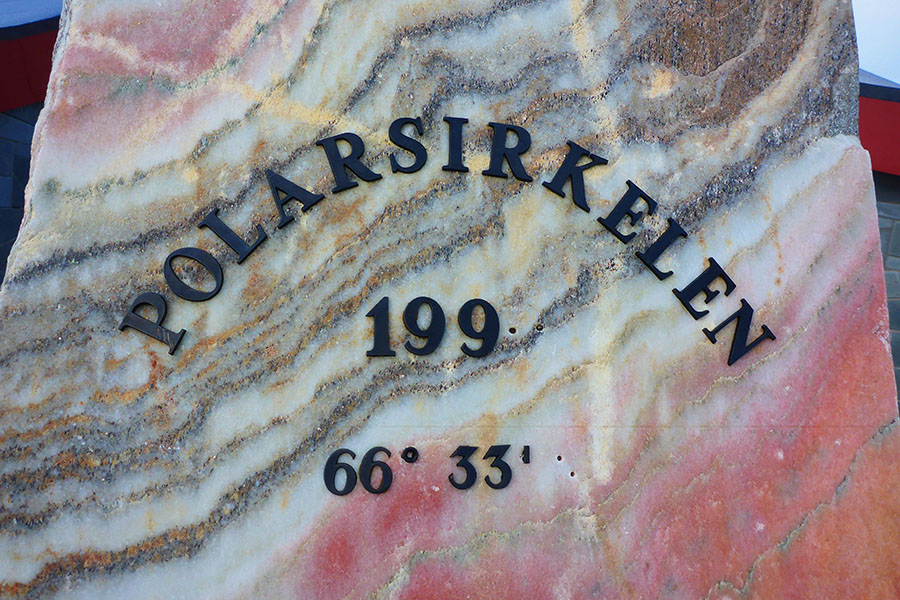 POLARSIRKELEN
199
66° 33'